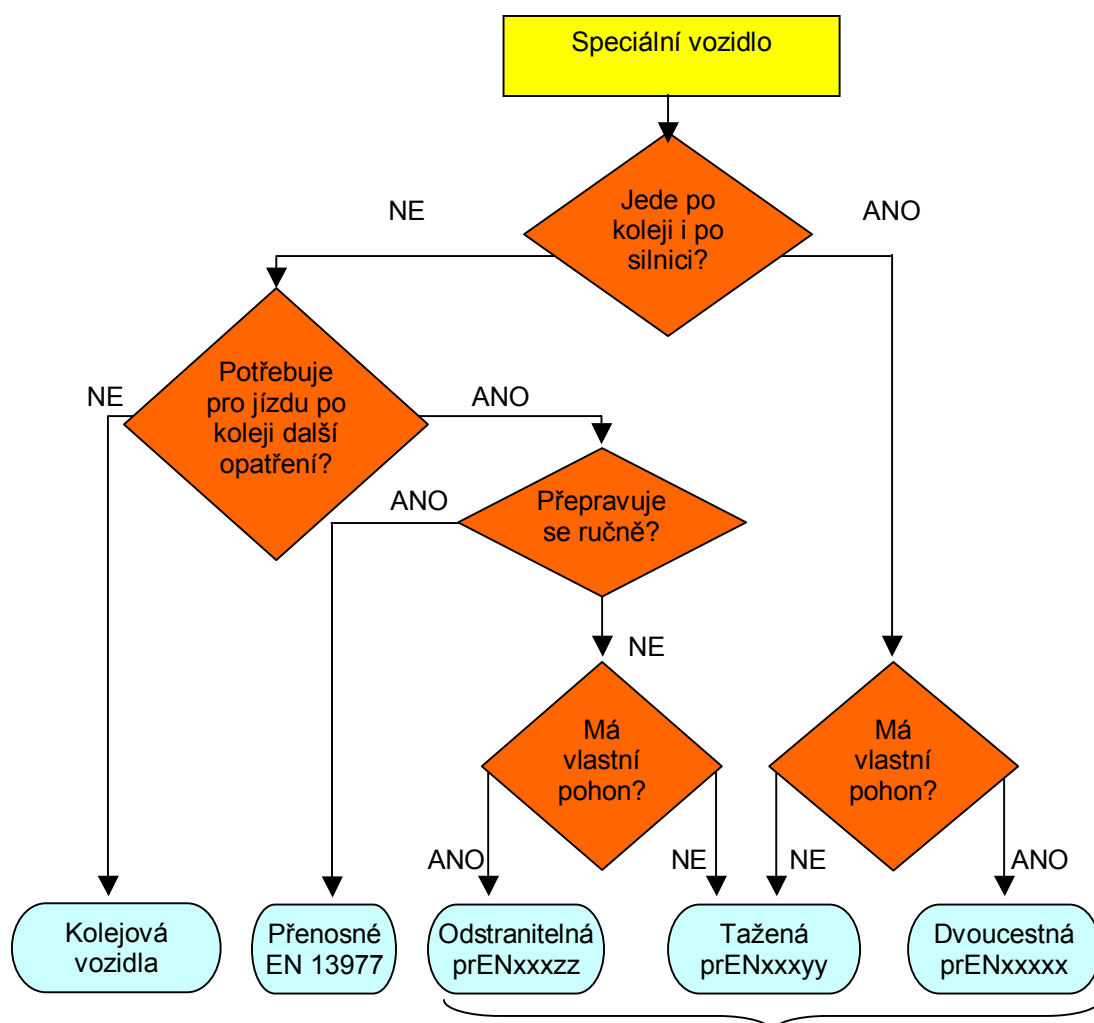 Speciální vozidlo
Jede po
koleji i po
silnici?
NE
ANO
Potřebuje
pro jízdu po
koleji další
opatření?
NE
ANO
Přepravuje
se ručně?
ANO
NE
Má
vlastní
pohon?
Má
vlastní
pohon?
ANO
NE
NE
ANO
Kolejová
vozidla
Přenosné
EN 13977
Odstranitelná
prENxxxzz
Tažená
prENxxxyy
Dvoucestná
prENxxxxx